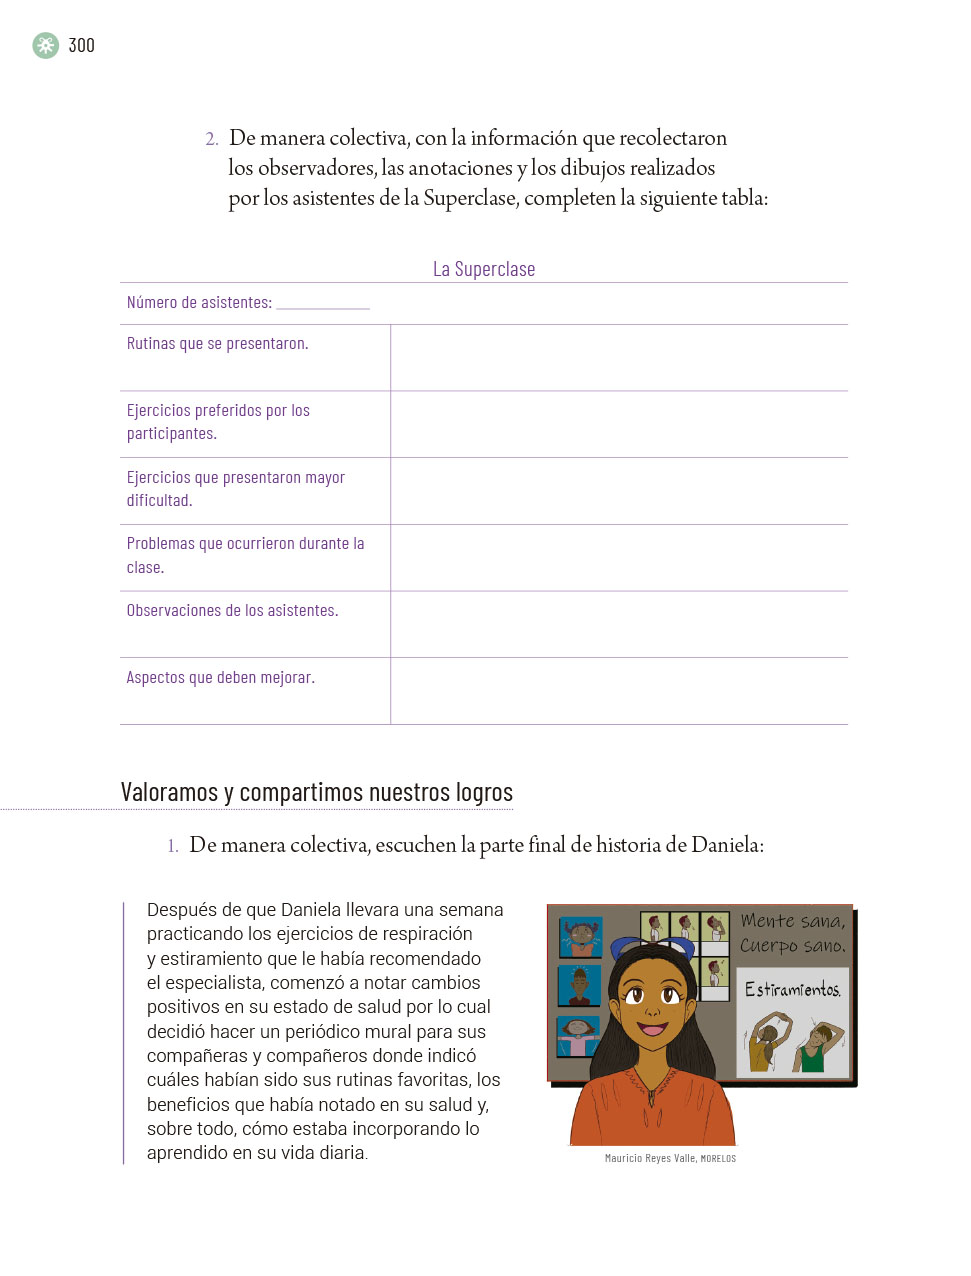 300
2. De manera colectiva, con la información que recolectaron
los observadores, las anotaciones y los dibujos realizados
por los asistentes de la Superclase, completen la siguiente tabla:
La Superclase
Número de asistentes: ___________
Rutinas que se presentaron.
Ejercicios preferidos por los
participantes.
Ejercicios que presentaron mayor
dificultad.
Problemas que ocurrieron durante la
clase.
Observaciones de los asistentes.
Aspectos que deben mejorar.
Valoramos y compartimos nuestros logros
1. De manera colectiva, escuchen la parte final de historia de Daniela:
Después de que Daniela llevara una semana
practicando los ejercicios de respiración
y estiramiento que le había recomendado
el especialista, comenzó a notar cambios
positivos en su estado de salud por lo cual
decidió hacer un periódico mural para sus
compañeras y compañeros donde indicó
cuáles habían sido sus rutinas favoritas, los
beneficios que había notado en su salud y,
sobre todo, cómo estaba incorporando lo
aprendido en su vida diaria.
Mente sana,
Cuerpo sano.
Estiramientos.
Mauricio Reyes Valle, MORELOS